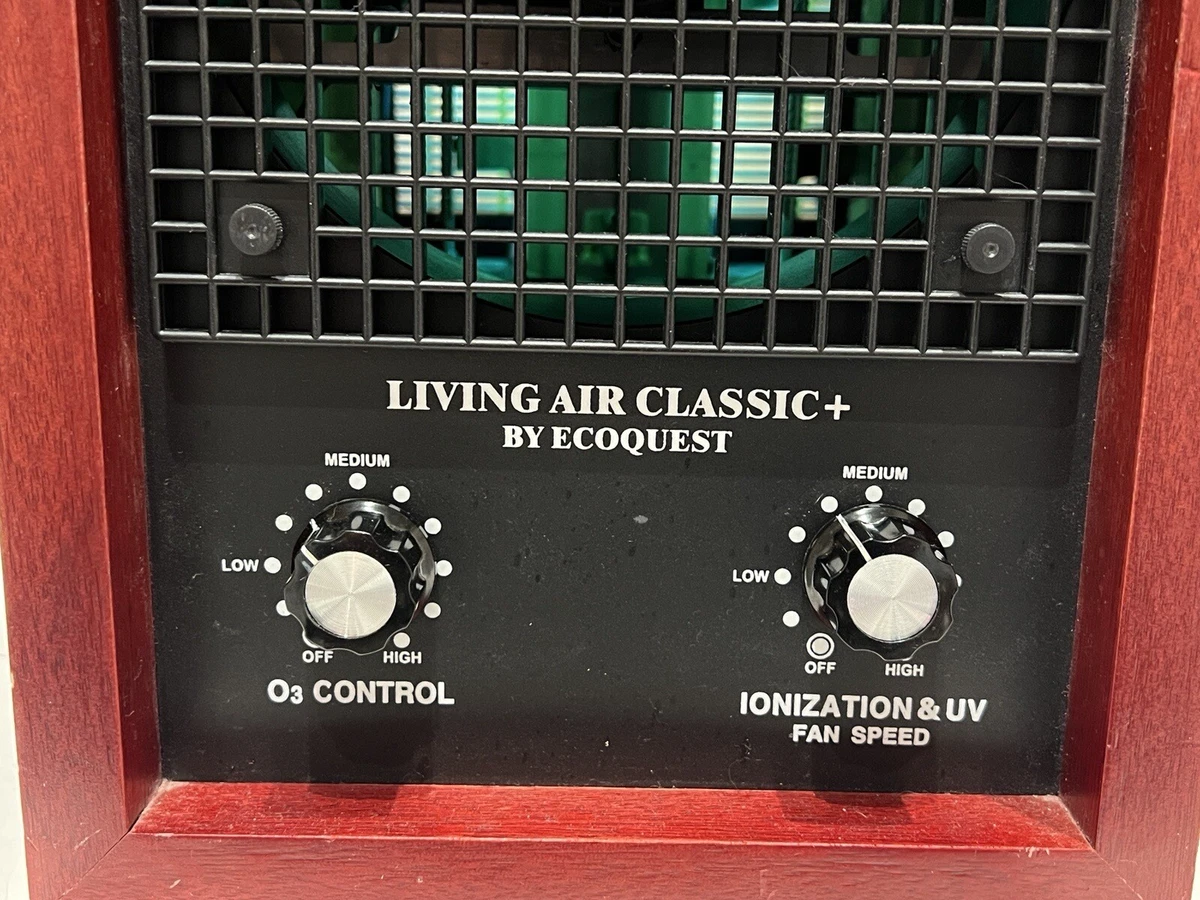 LIVING AIR CLASSIC+
BY ECOQUEST
MEDIUM
LOW
OFF
HIGH
O3 CONTROL
MEDIUM
LOW
OFF
HIGH
IONIZATION & UV
FAN SPEED